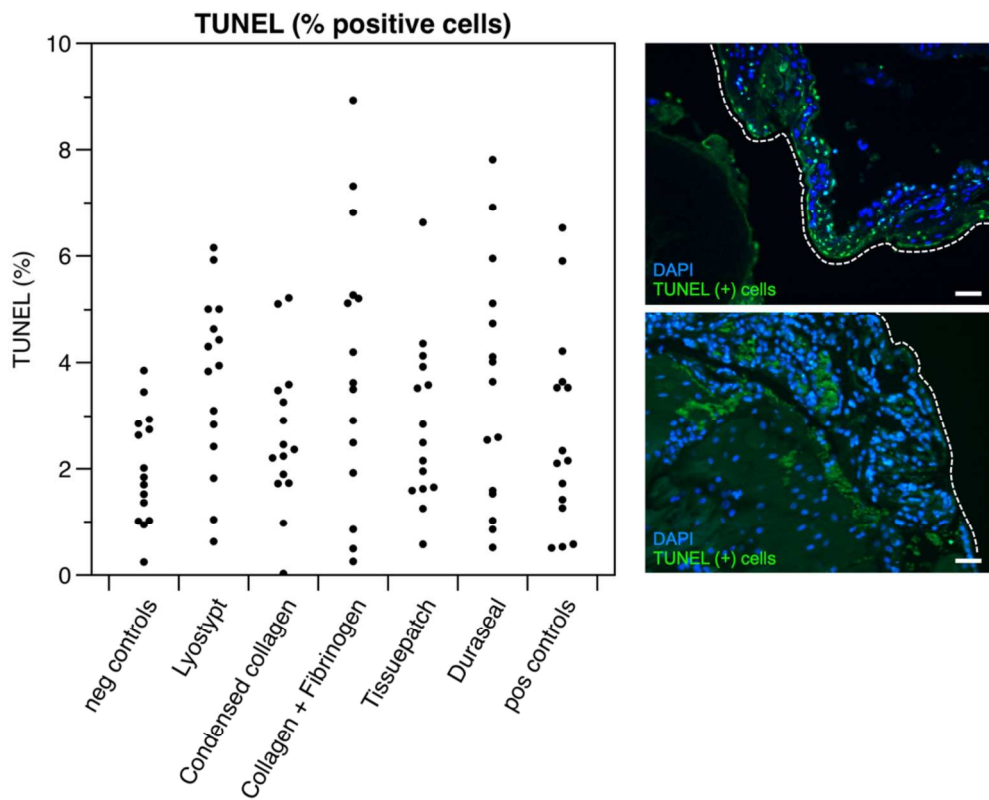 TUNEL (% positive cells)
TUNEL (%)
10
8
6
4
2
0
neg controls
Lyostypt
Condensed collagen
Collagen + Fibrinogen
Tissuepatch
Duraseal
pos controls
DAPI
TUNEL (+) cells
DAPI
TUNEL (+) cells